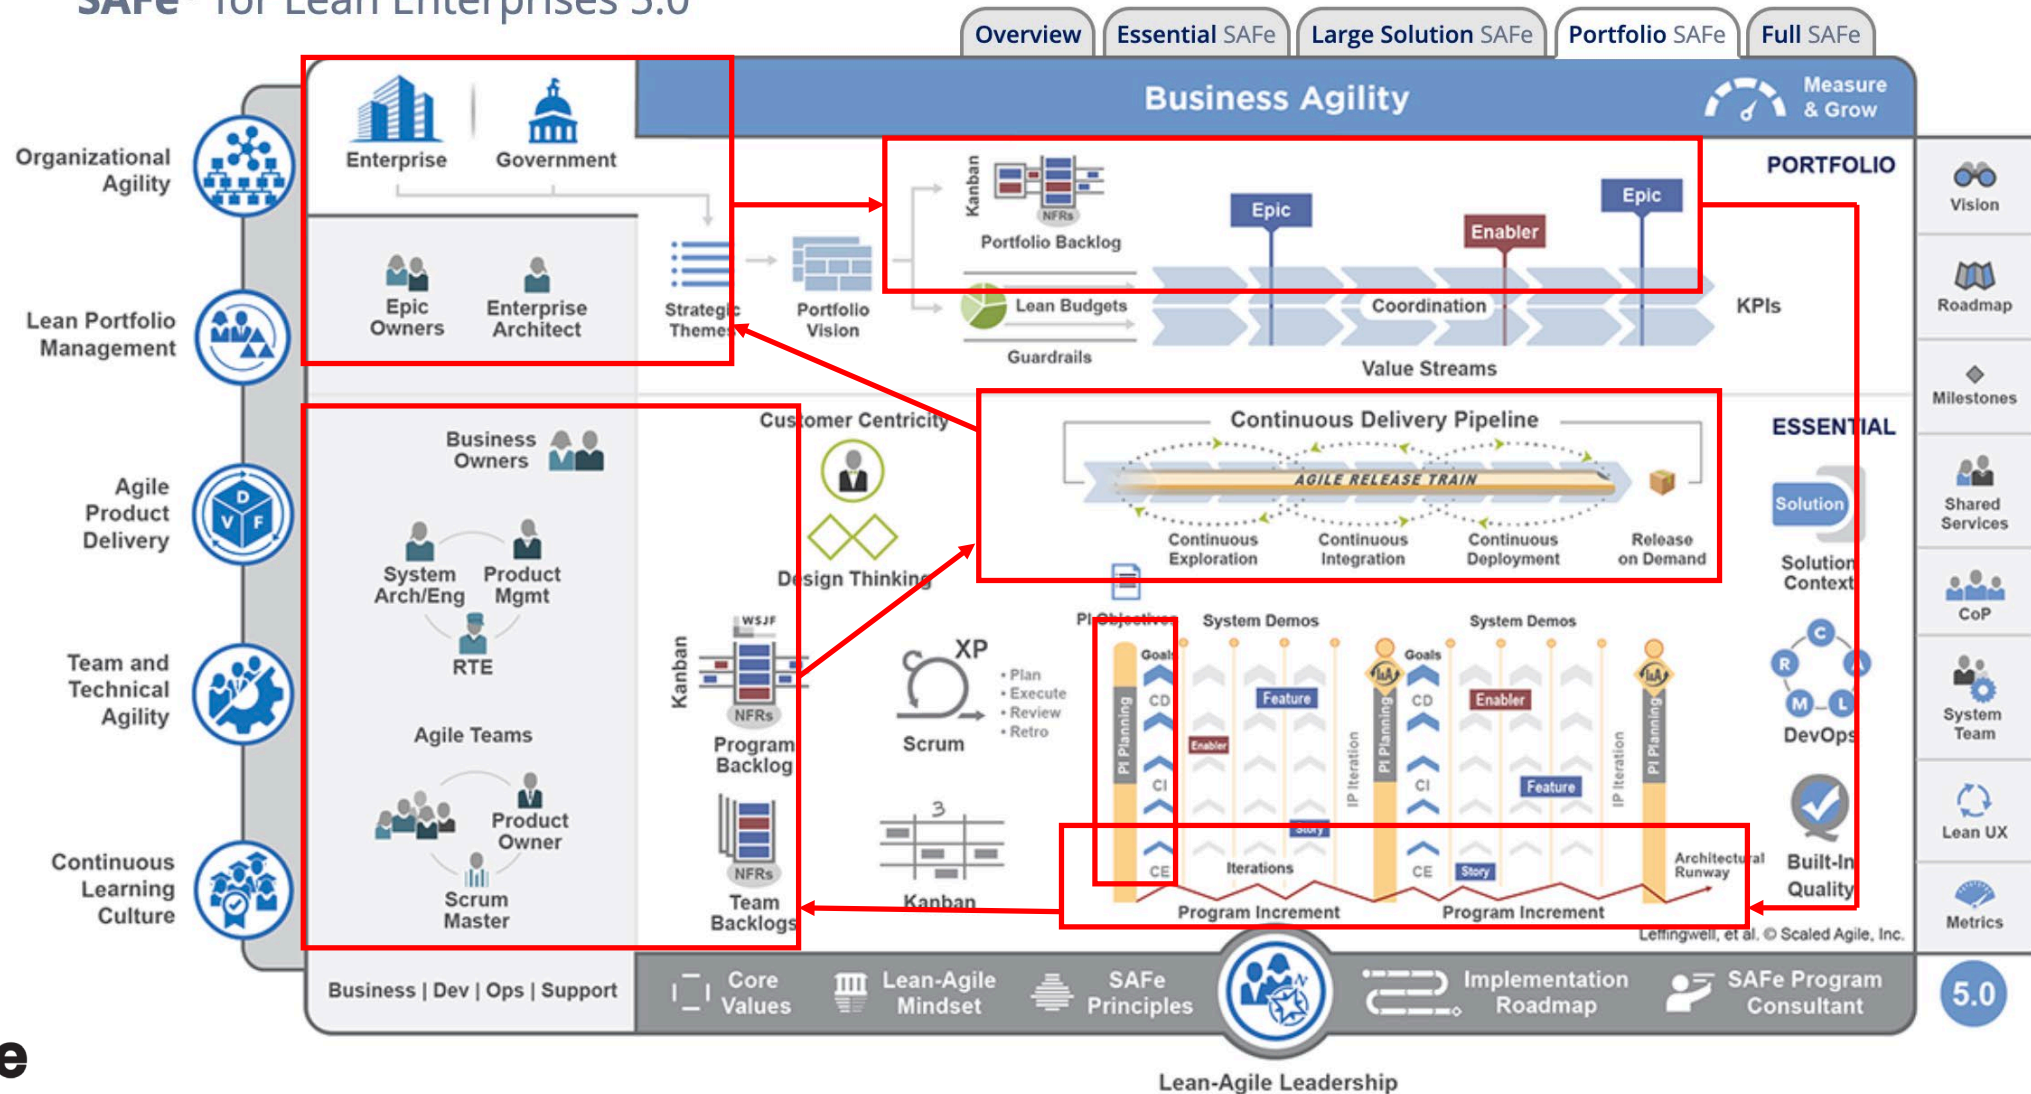 SAFe® for Lean Enterprises 5.0
Overview
Essential SAFe
Large Solution SAFe
Portfolio SAFe
Full SAFe
Business Agility
Measure
& Grow
Organizational
Agility
Lean Portfolio
Management
Agile
Product
Delivery
D
V F
Team and
Technical
Agility
Continuous
Learning
Culture
Enterprise
Government
Epic
Owners
Enterprise
Architect
Strategic
Themes
Portfolio
Vision
Kanban
NFRs
Portfolio Backlog
Lean Budgets
Guardrails
Epic
Enabler
Epic
Coordination
Value Streams
KPIs
PORTFOLIO
Business
Owners
System
Arch/Eng
Product
Mgmt
RTE
Agile Teams
Product
Owner
Scrum
Master
Business | Dev | Ops | Support
Customer Centricity
Design Thinking
Kanban
WSJF
NFRs
Program
Backlog
NFRs
Team
Backlogs
XP
Scrum
• Plan
• Execute
• Review
• Retro
3
Kanban
Continuous Delivery Pipeline
AGILE RELEASE TRAIN
Continuous
Exploration
Continuous
Integration
Continuous
Deployment
Release
on Demand
PI Objectives
System Demos
System Demos
PI Planning
Goals
CD
CI
CE
Enabler
Feature
Story
Iterations
IP Iteration
I&A
PI Planning
Goals
CD
CI
CE
Enabler
Feature
Story
IP Iteration
I&A
PI Planning
Architectural
Runway
Program Increment
Program Increment
ESSENTIAL
Solution
Solution
Context
C
R A
M L
DevOps
Built-In
Quality
Leffingwell, et al. © Scaled Agile, Inc.
Vision
Roadmap
Milestones
Shared
Services
CoP
System
Team
Lean UX
Metrics
5.0
Core
Values
Lean-Agile
Mindset
SAFe
Principles
N
Implementation
Roadmap
SAFe Program
Consultant
Lean-Agile Leadership
e